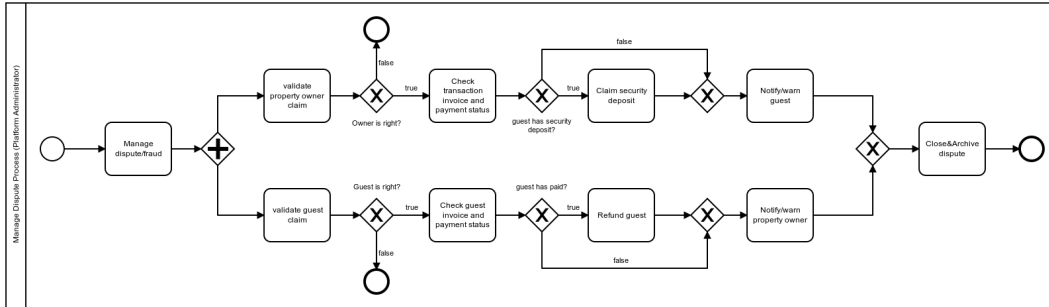 Manage Dispute Process (Platform Administrator)
Manage
dispute/fraud
validate
property owner
claim
false
Owner is right?
true
Check
transaction
invoice and
payment status
false
guest has security
deposit?
true
Claim security
deposit
Notify/warn
guest
validate guest
claim
Guest is right?
true
false
Check guest
invoice and
payment status
guest has paid?
true
false
Refund guest
Notify/warn
property owner
Close&Archive
dispute